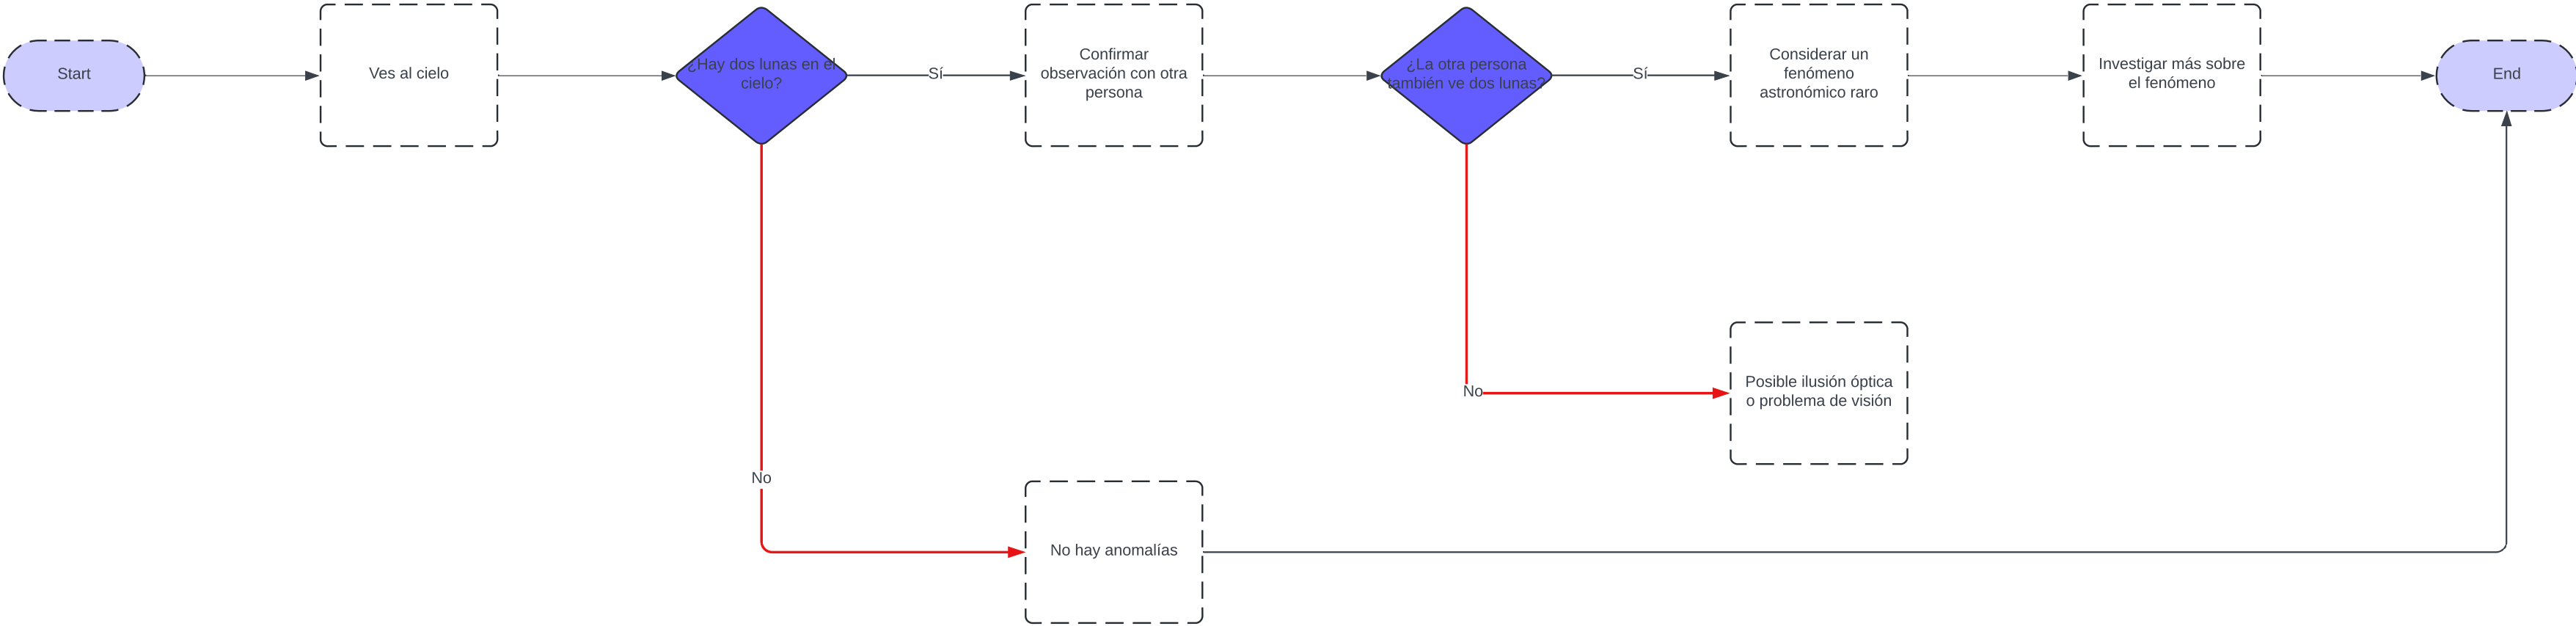 Start
Ves al cielo
¿Hay dos lunas en el
cielo?
Sí
Confirmar
observación con otra
persona
¿La otra persona
también ve dos lunas?
Sí
Considerar un
fenómeno
astronómico raro
Investigar más sobre
el fenómeno
End
No
Posible ilusión óptica
o problema de visión
No
No hay anomalías